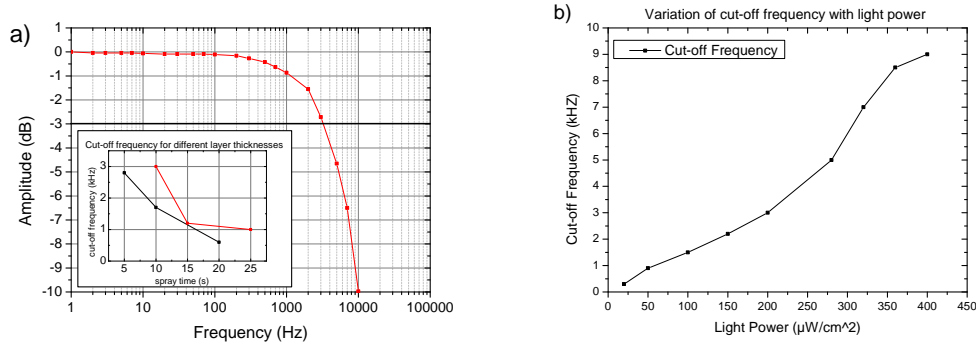 a)
0
-1
-2
-3
-4
-5
-6
-7
-8
-9
-10
Amplitude (dB)
1 10 100 1000 10000 100000
Frequency (Hz)
Cut-off frequency for different layer thicknesses
3
2
1
0
cut-off frequency (kHz)
5 10 15 20 25
spray time (s)
b)
Variation of cut-off frequency with light power
Cut-off Frequency
10
9
8
7
6
5
4
3
2
1
0
Cut-off Frequency (kHZ)
0 50 100 150 200 250 300 350 400 450
Light Power (µW/cm^2)